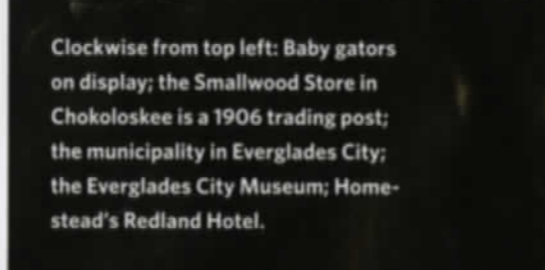 Clockwise from top left: Baby gators
on display; the Smallwood Store in
Chokoloskee is a 1906 trading post;
the municipality in Everglades City;
the Everglades City Museum; Home-
stead's Redland Hotel.